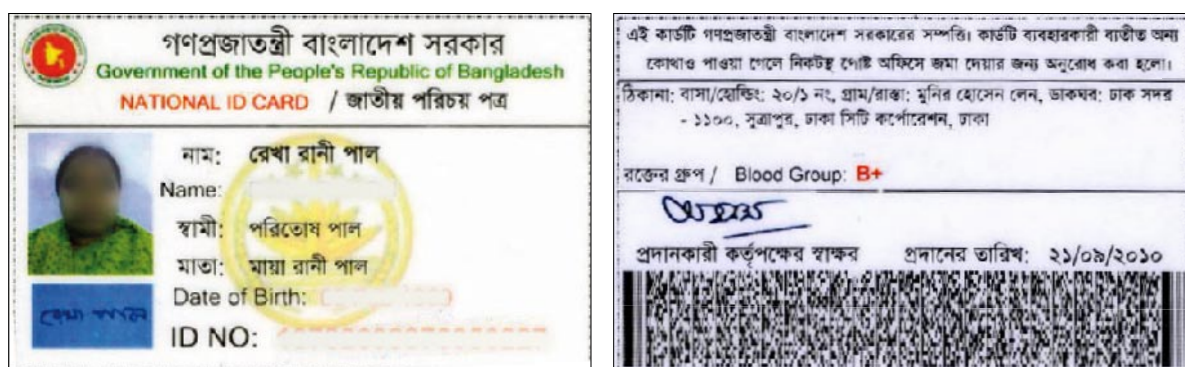 গণপ্রজাতন্ত্রী বাংলাদেশ সরকার
Government of the People's Republic of Bangladesh
NATIONAL ID CARD / জাতীয় পরিচয় পত্র
নাম: রেখা রানী পাল
Name:
স্বামী: পরিতোষ পাল
মাতা: মায়া রানী পাল
Date of Birth:
ID NO:
রেখা পাল
এই কার্ডটি গণপ্রজাতন্ত্রী বাংলাদেশ সরকারের সম্পত্তি। কার্ডটি ব্যবহারকারী ব্যতীত অন্য
কোথাও পাওয়া গেলে নিকটস্থ পোষ্ট অফিসে জমা দেয়ার জন্য অনুরোধ করা হলো।
ঠিকানা: বাসা/হোল্ডিং: ২০/১ নং, গ্রাম/রাস্তা: মুনির হোসেন লেন, ডাকঘর: ঢাক সদর
- ১১০০, সূত্রাপুর, ঢাকা সিটি কর্পোরেশন, ঢাকা
রক্তের গ্রুপ / Blood Group: B+
প্রদানকারী কর্তৃপক্ষের স্বাক্ষর প্রদানের তারিখ: ২১/০৯/২০১০